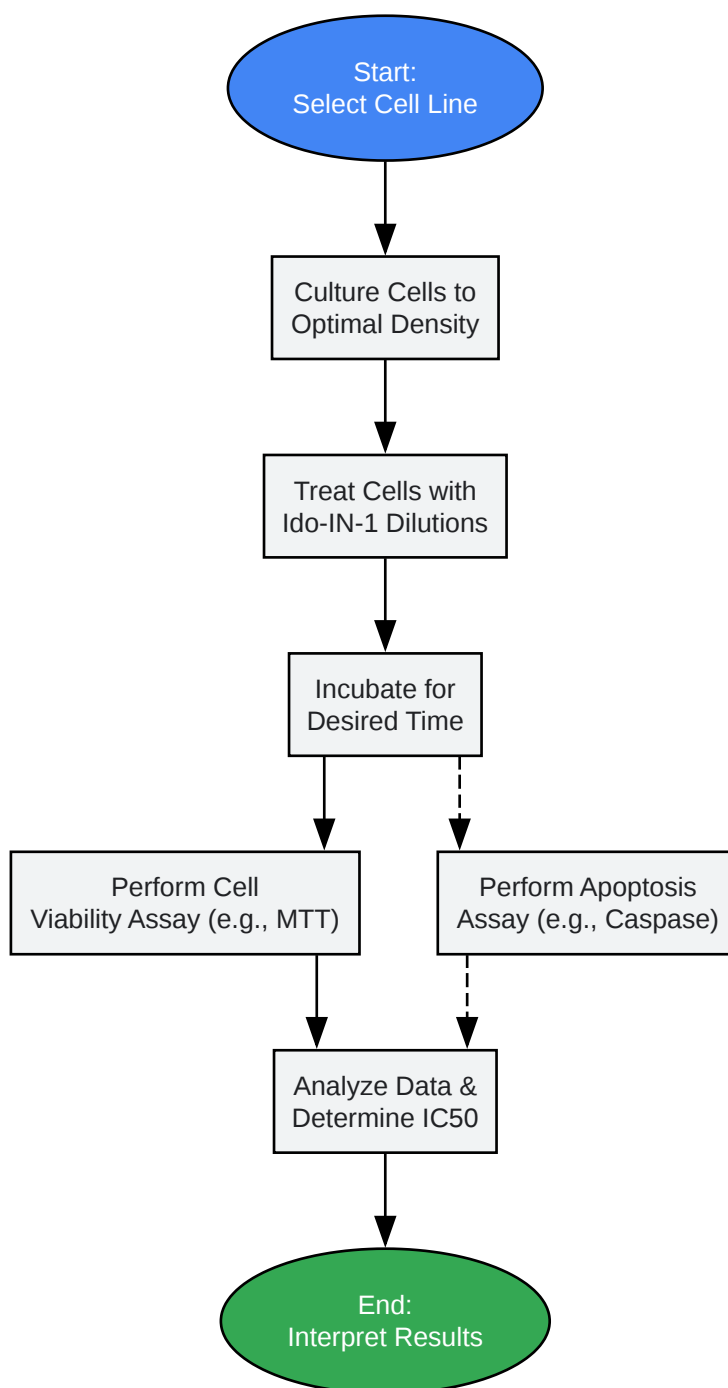 Start:
Select Cell Line
Culture Cells to
Optimal Density
Treat Cells with
Ido-IN-1 Dilutions
Incubate for
Desired Time
Perform Cell
Viability Assay (e.g., MTT)
Perform Apoptosis
Assay (e.g., Caspase)
Analyze Data &
Determine IC50
End:
Interpret Results